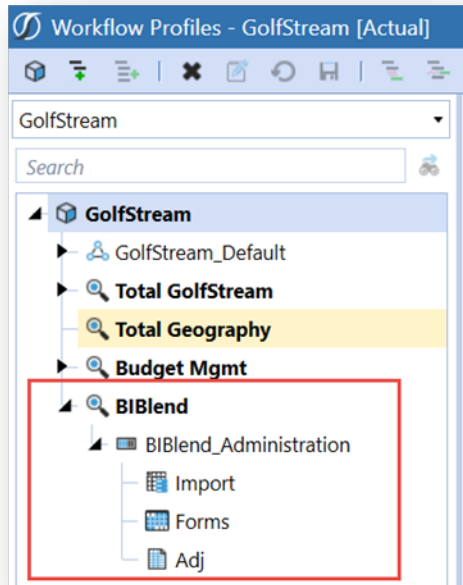 Workflow Profiles - GolfStream [Actual]
GolfStream
Search
GolfStream
GolfStream_Default
Total GolfStream
Total Geography
Budget Mgmt
BIBlend
BIBlend_Administration
Import
Forms
Adj